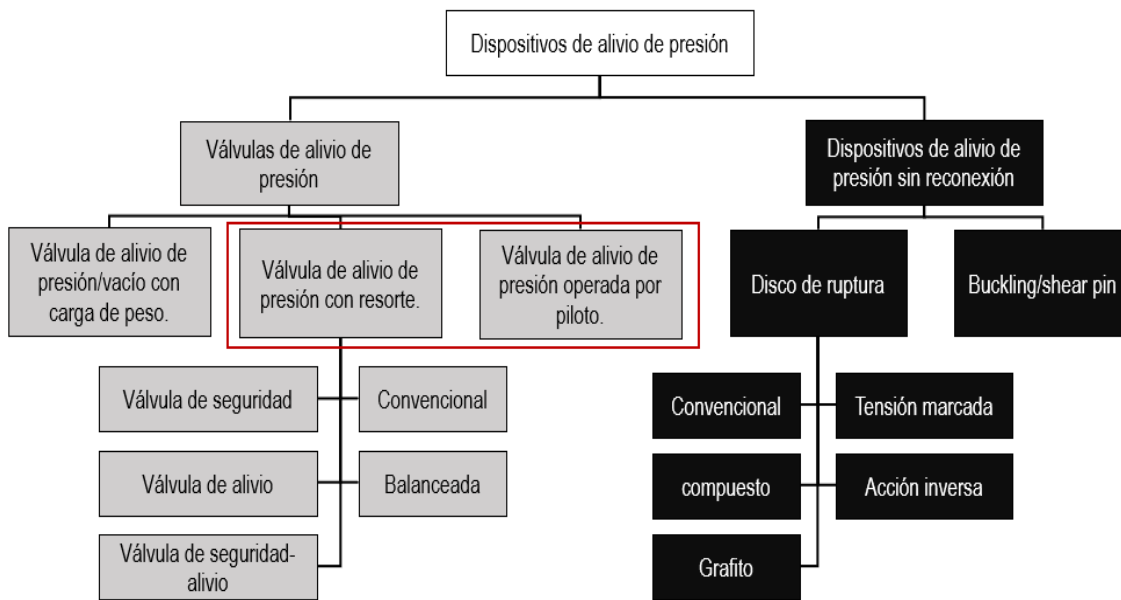 Dispositivos de alivio de presión
Válvulas de alivio de
presión
Dispositivos de alivio de
presión sin reconexión
Válvula de alivio de
presión/vacío con
carga de peso.
Válvula de alivio de
presión con resorte.
Válvula de alivio de
presión operada por
piloto.
Disco de ruptura
Buckling/shear pin
Válvula de seguridad
Convencional
Válvula de alivio
Balanceada
Válvula de seguridad-
alivio
Convencional
Tensión marcada
compuesto
Acción inversa
Grafito